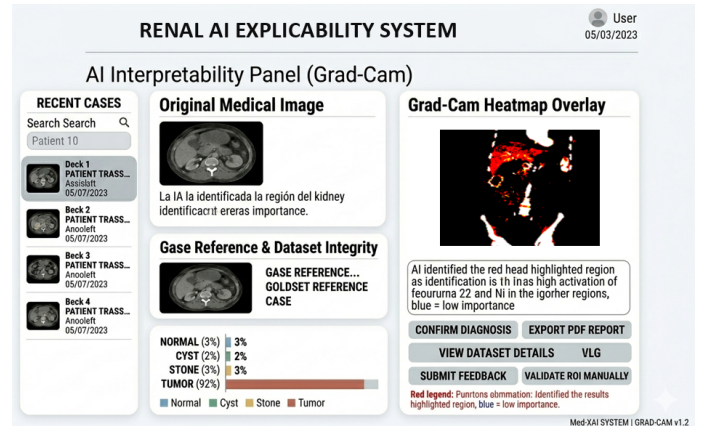 RENAL AI EXPLICABILITY SYSTEM
User
05/03/2023
AI Interpretability Panel (Grad-Cam)
RECENT CASES
Search Search
Patient 10
Deck 1
PATIENT TRASS...
Assislaft
05/07/2023
Beck 2
PATIENT TRASS...
Anooleft
05/07/2023
Beck 3
PATIENT TRASS...
Anooleft
05/07/2023
Beck 4
PATIENT TRASS...
Anooleft
05/07/2023
Original Medical Image
La IA la identificada la región del kidney
identificacırıt ereras importance.
Gase Reference & Dataset Integrity
GASE REFERENCE...
GOLDSET REFERENCE
CASE
NORMAL (3%) 3%
CYST (2%) 2%
STONE (3%) 3%
TUMOR (92%)
Normal Cyst Stone Tumor
Grad-Cam Heatmap Overlay
AI identified the red head highlighted region
as identification is th lnas high activation of
feoururna 22 and Ni in the igorher regions,
blue = low importance
CONFIRM DIAGNOSIS EXPORT PDF REPORT
VIEW DATASET DETAILS VLG
SUBMIT FEEDBACK VALIDATE ROI MANUALLY
Red legend: Punrtons obmmation: Identified the results
highlighted region, blue = low importance.
Med-XAI SYSTEM | GRAD-CAM v1.2